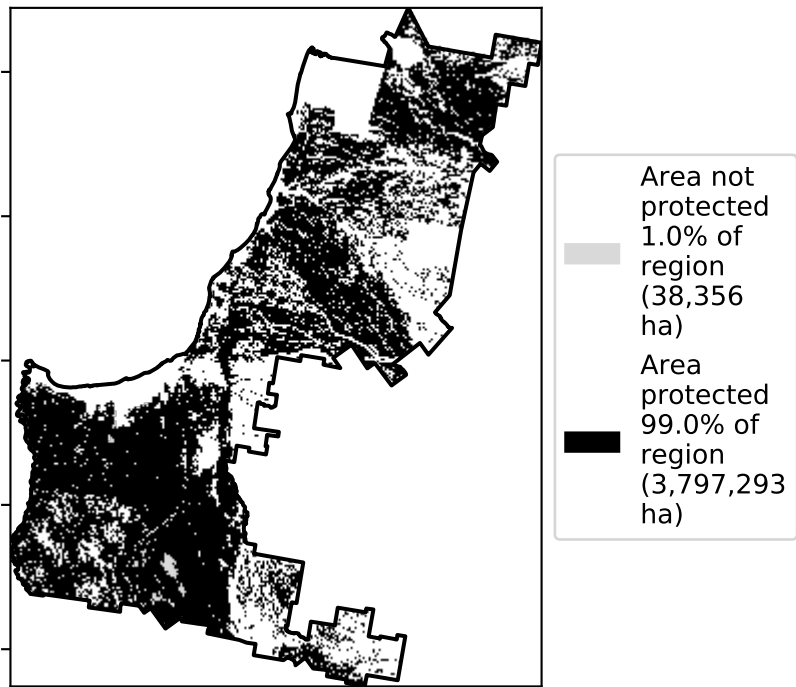 Area not
protected
1.0% of
region
(38,356
ha)
Area
protected
99.0% of
region
(3,797,293
ha)